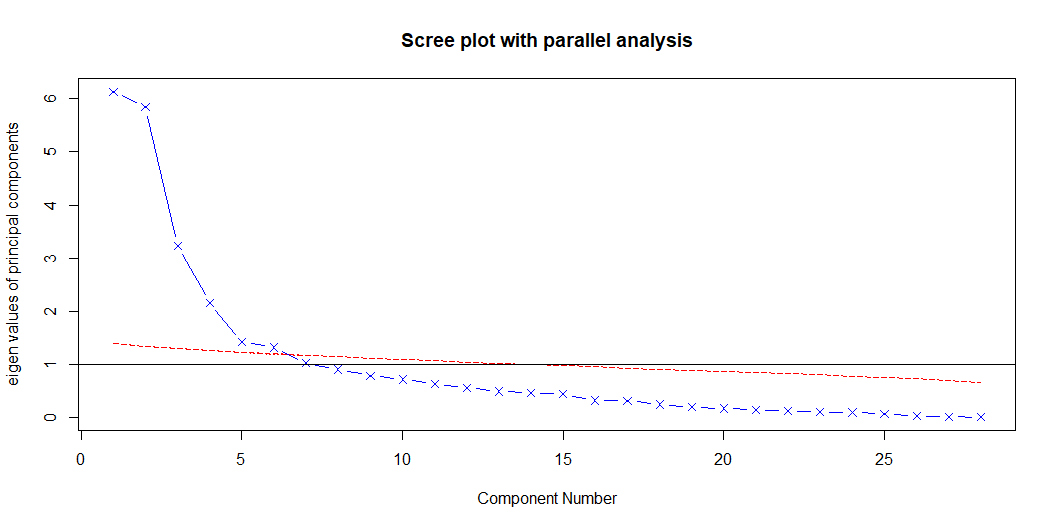 Scree plot with parallel analysis
eigen values of principal components
6
5
4
3
2
1
0
0 5 10 15 20 25
Component Number